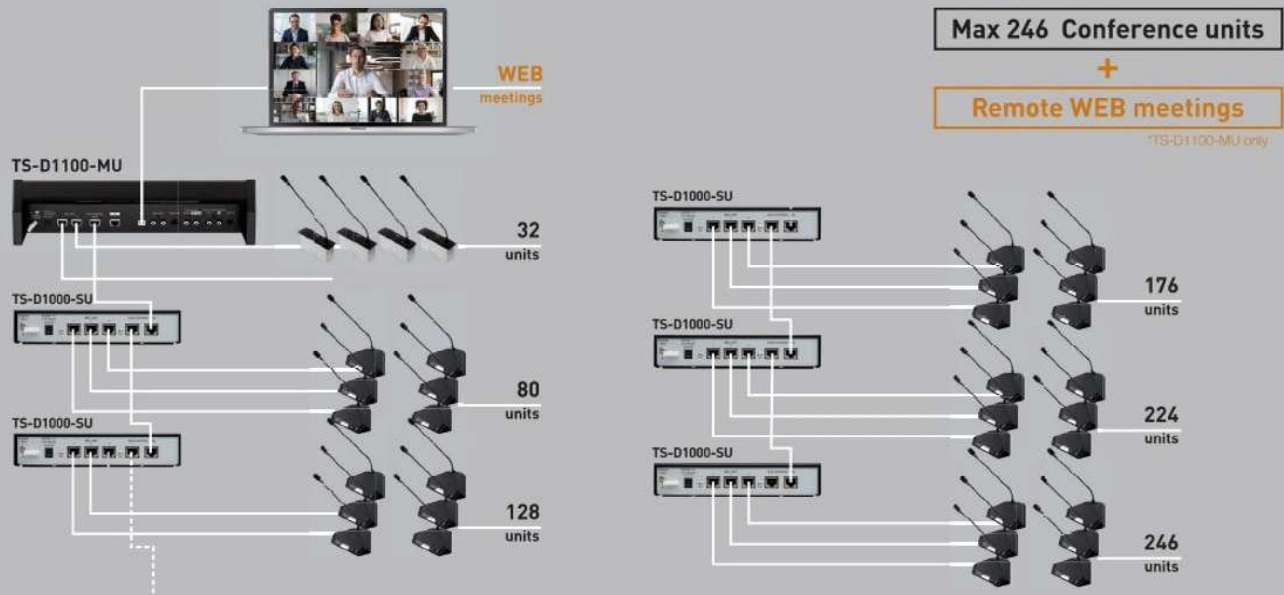 Max 246 Conference units
+
Remote WEB meetings
*TS-D1100-MU only
WEB
meetings
TS-D1100-MU
32
units
TS-D1000-SU
80
units
TS-D1000-SU
128
units
TS-D1000-SU
176
units
TS-D1000-SU
224
units
TS-D1000-SU
246
units